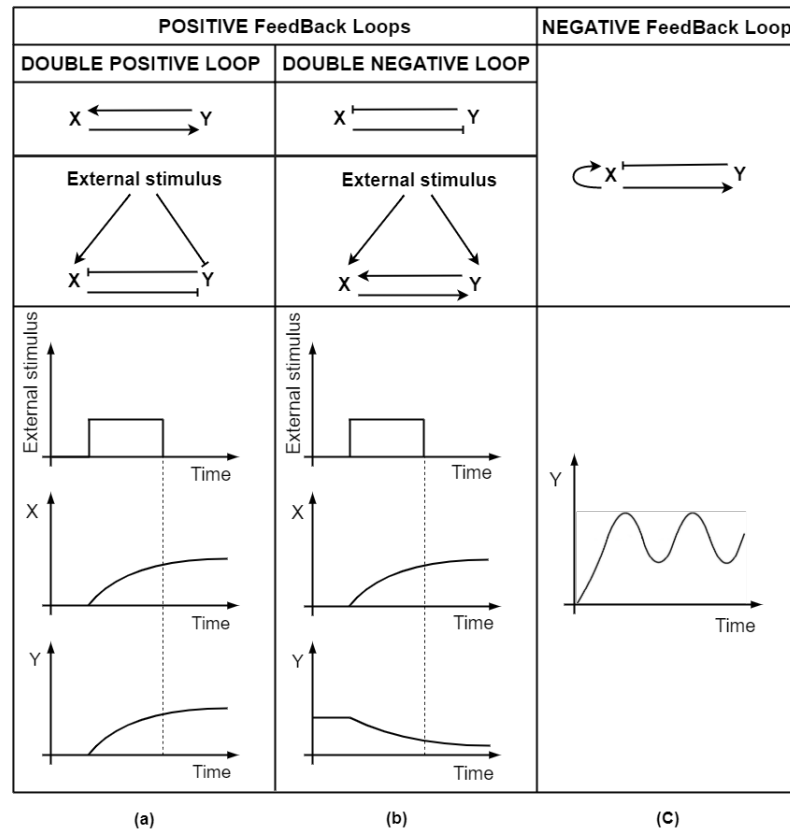 POSITIVE FeedBack Loops
NEGATIVE FeedBack Loop
DOUBLE POSITIVE LOOP
DOUBLE NEGATIVE LOOP
X Y
X Y
X Y
External stimulus
External stimulus
X Y
X Y
External stimulus
Time
External stimulus
Time
X
Time
X
Time
Y
Time
Y
Time
Y
Time
(a)
(b)
(C)